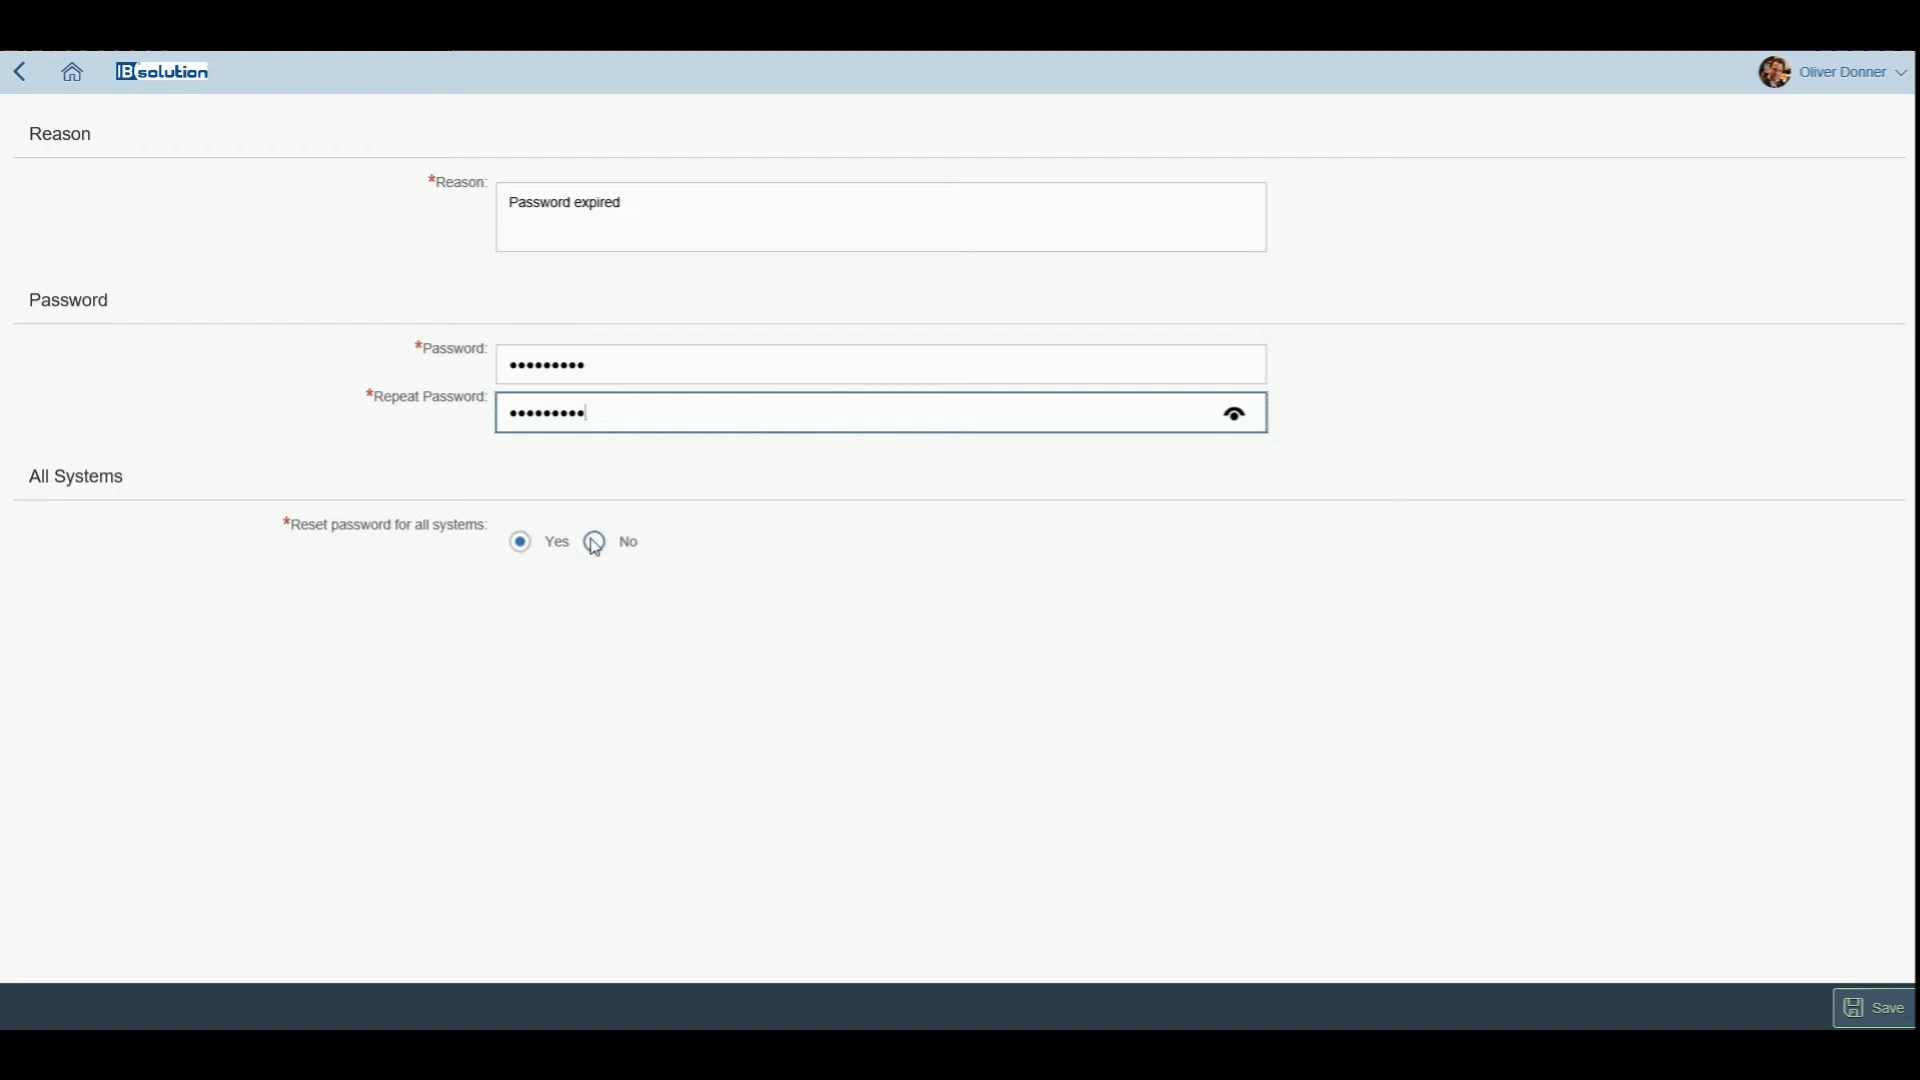 IBsolution
Oliver Donner
Reason
*Reason:
Password expired
Password
*Password:
•••••••••
*Repeat Password:
•••••••••
All Systems
*Reset password for all systems:
Yes No
Save